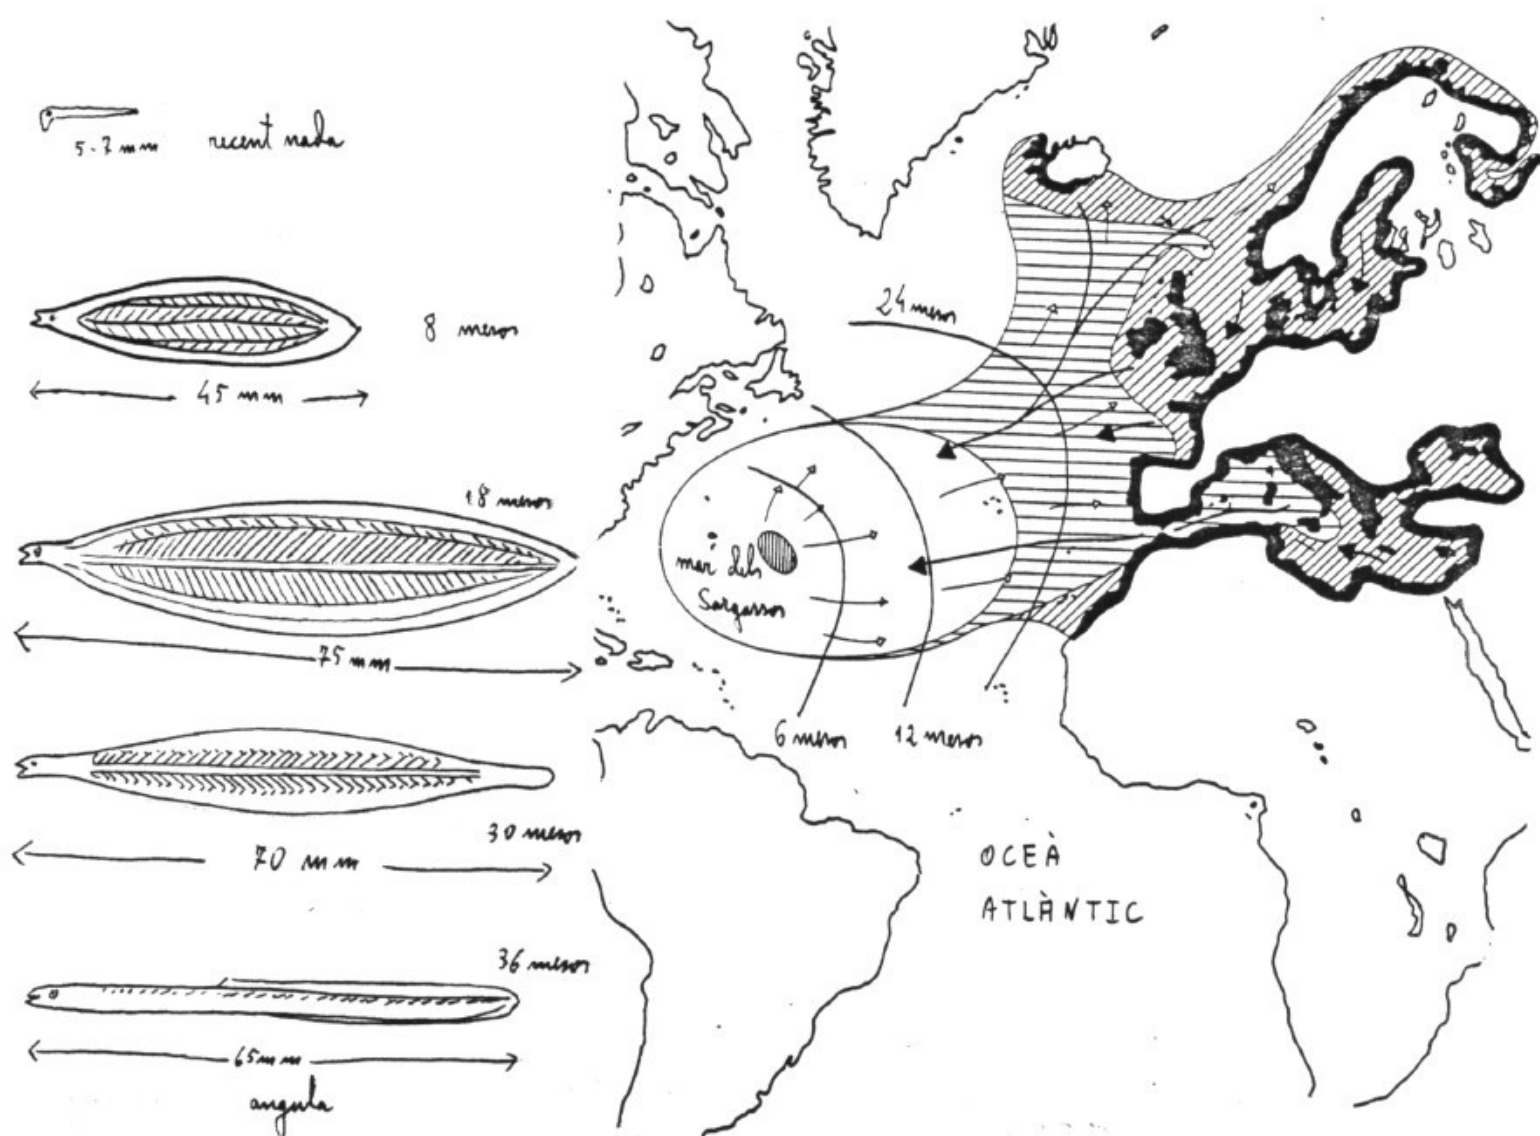 5-7 mm recent nada
8 mesos
45 mm
18 mesos
75 mm
30 mesos
70 mm
36 mesos
65 mm
angula
24 mesos
mar dels
Sargassos
6 mesos
12 mesos
OCEÀ
ATLÀNTIC